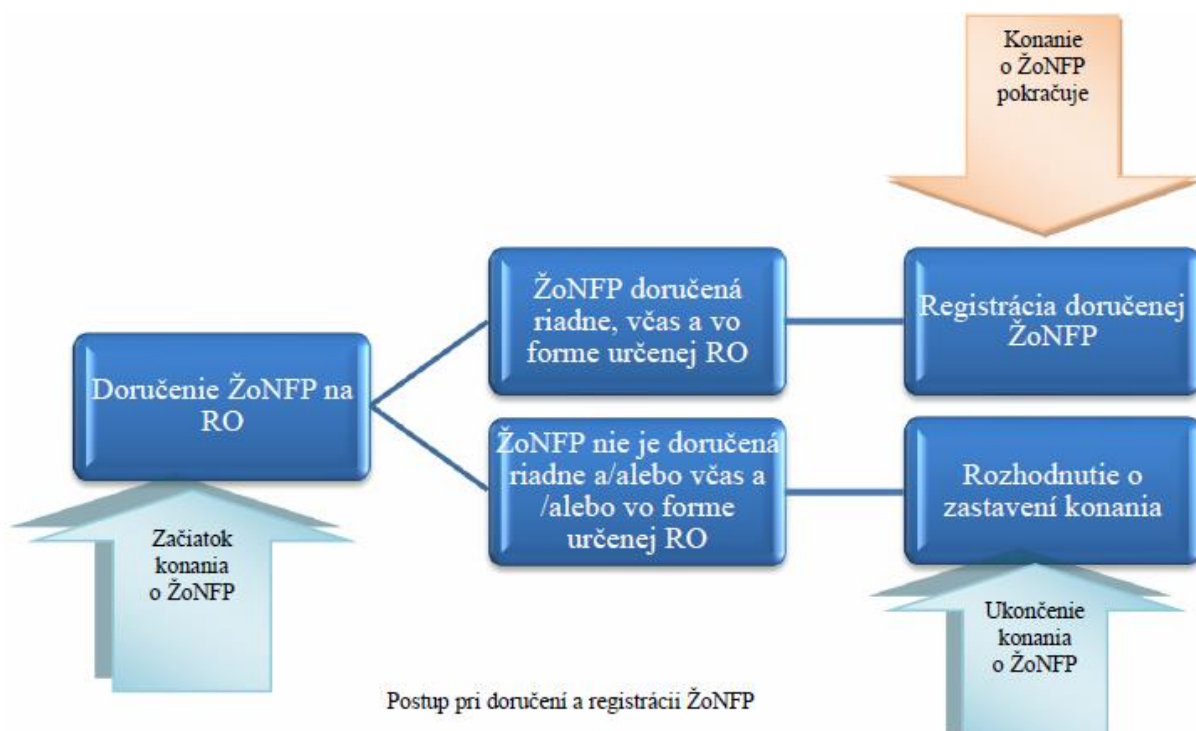 Konanie
o ŽoNFP
pokračuje
ŽoNFP doručená
riadne, včas a vo
forme určenej RO
Registrácia doručenej
ŽoNFP
Doručenie ŽoNFP na
RO
ŽoNFP nie je doručená
riadne a/alebo včas a
/alebo vo forme
určenej RO
Rozhodnutie o
zastavení konania
Začiatok
konania
o ŽoNFP
Ukončenie
konania
o ŽoNFP
Postup pri doručení a registrácii ŽoNFP